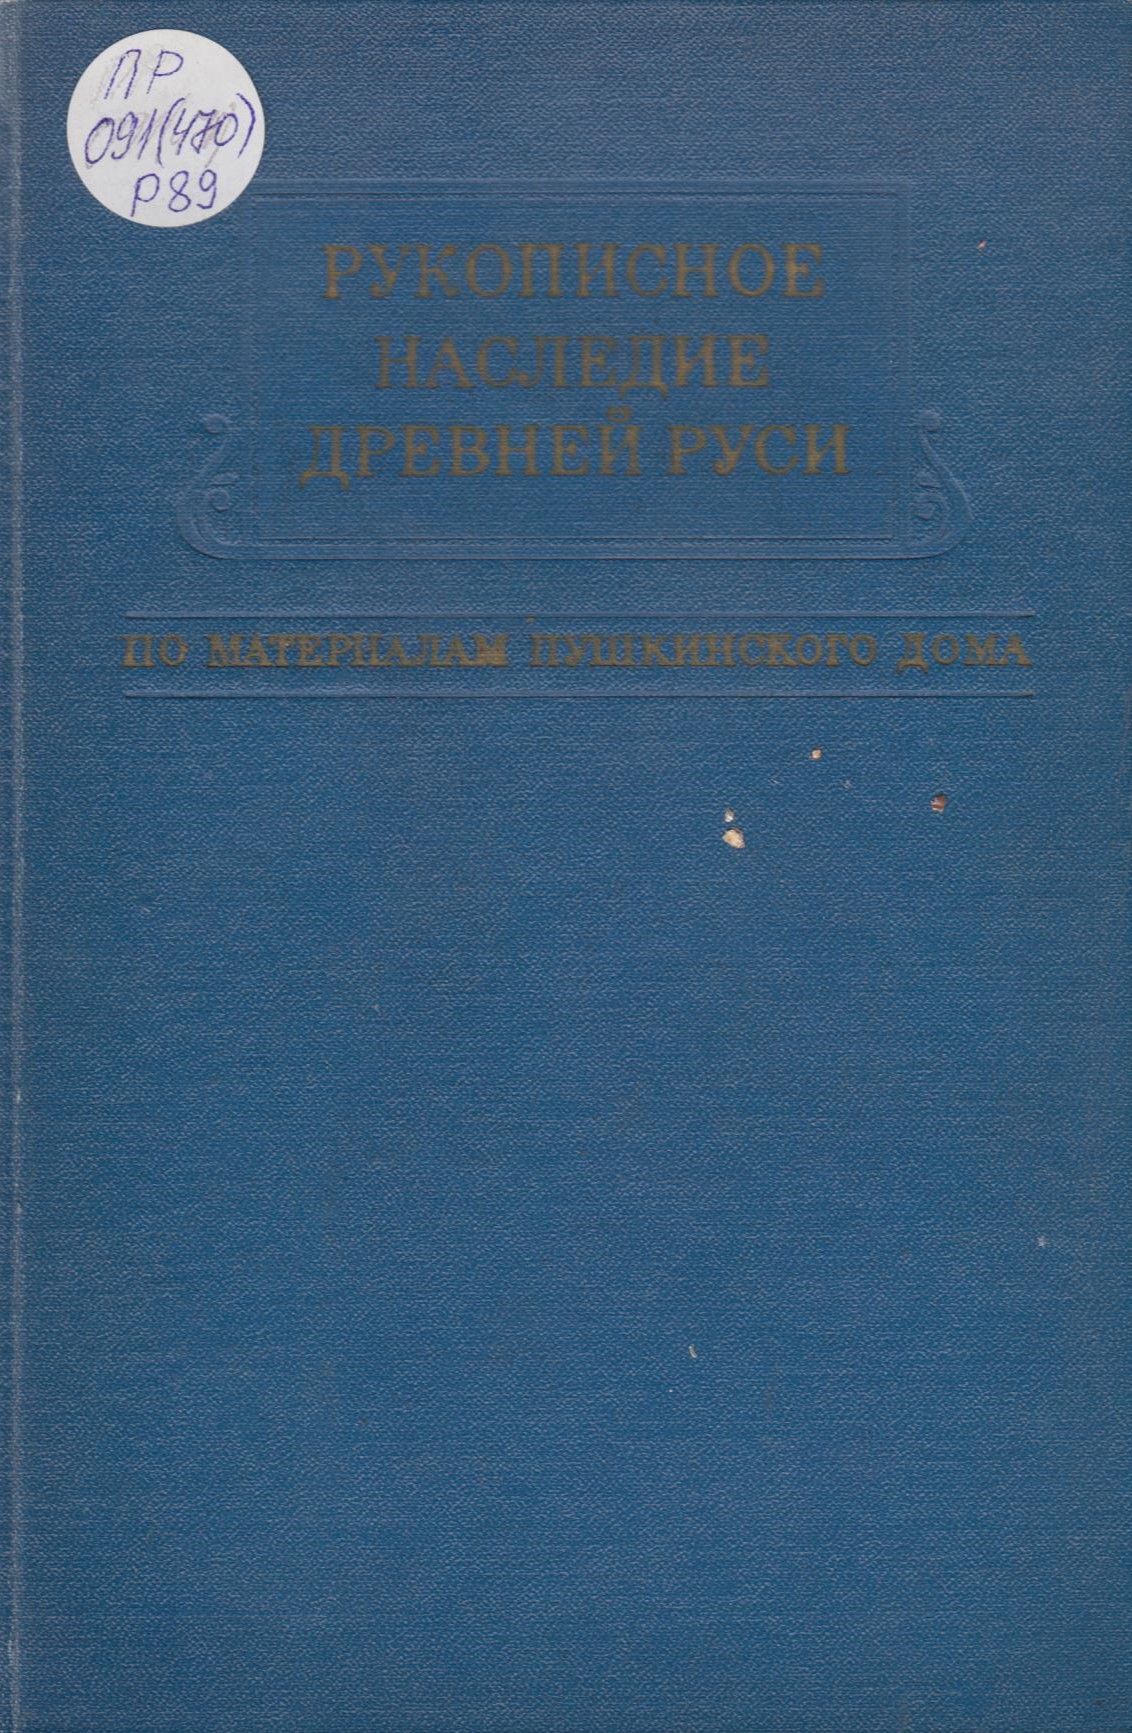 ПР
091(470)
Р89
РУКОПИСНОЕ
НАСЛЕДИЕ
ДРЕВНЕЙ РУСИ
ПО МАТЕРИАЛАМ ПУШКИНСКОГО ДОМА